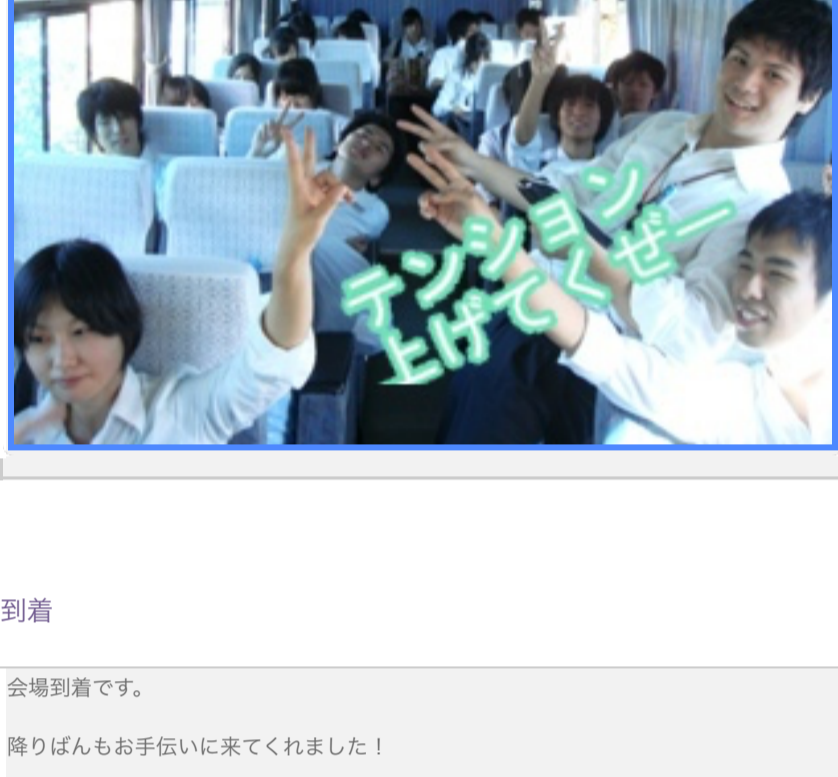 テンション
上げてくぜー
到着
会場到着です。
降りばんもお手伝いに来てくれました！